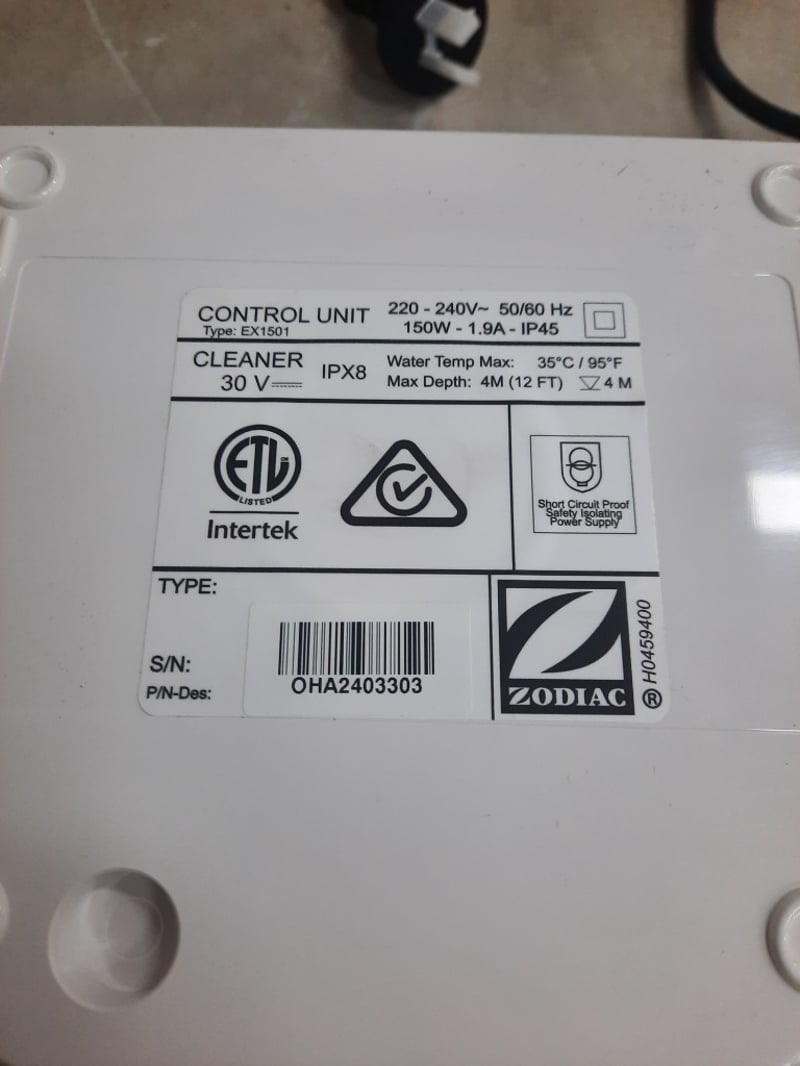 CONTROL UNIT
Type: EX1501
220 - 240V~ 50/60 Hz
150W - 1.9A - IP45
CLEANER
30 V
IPX8
Water Temp Max: 35°C / 95°F
Max Depth: 4M (12 FT) 4 M
ETL
LISTED
Intertek
Short Circuit Proof
Safety Isolating
Power Supply
TYPE:
S/N:
P/N-Des:
OHA2403303
ZODIAC
®
H0459400